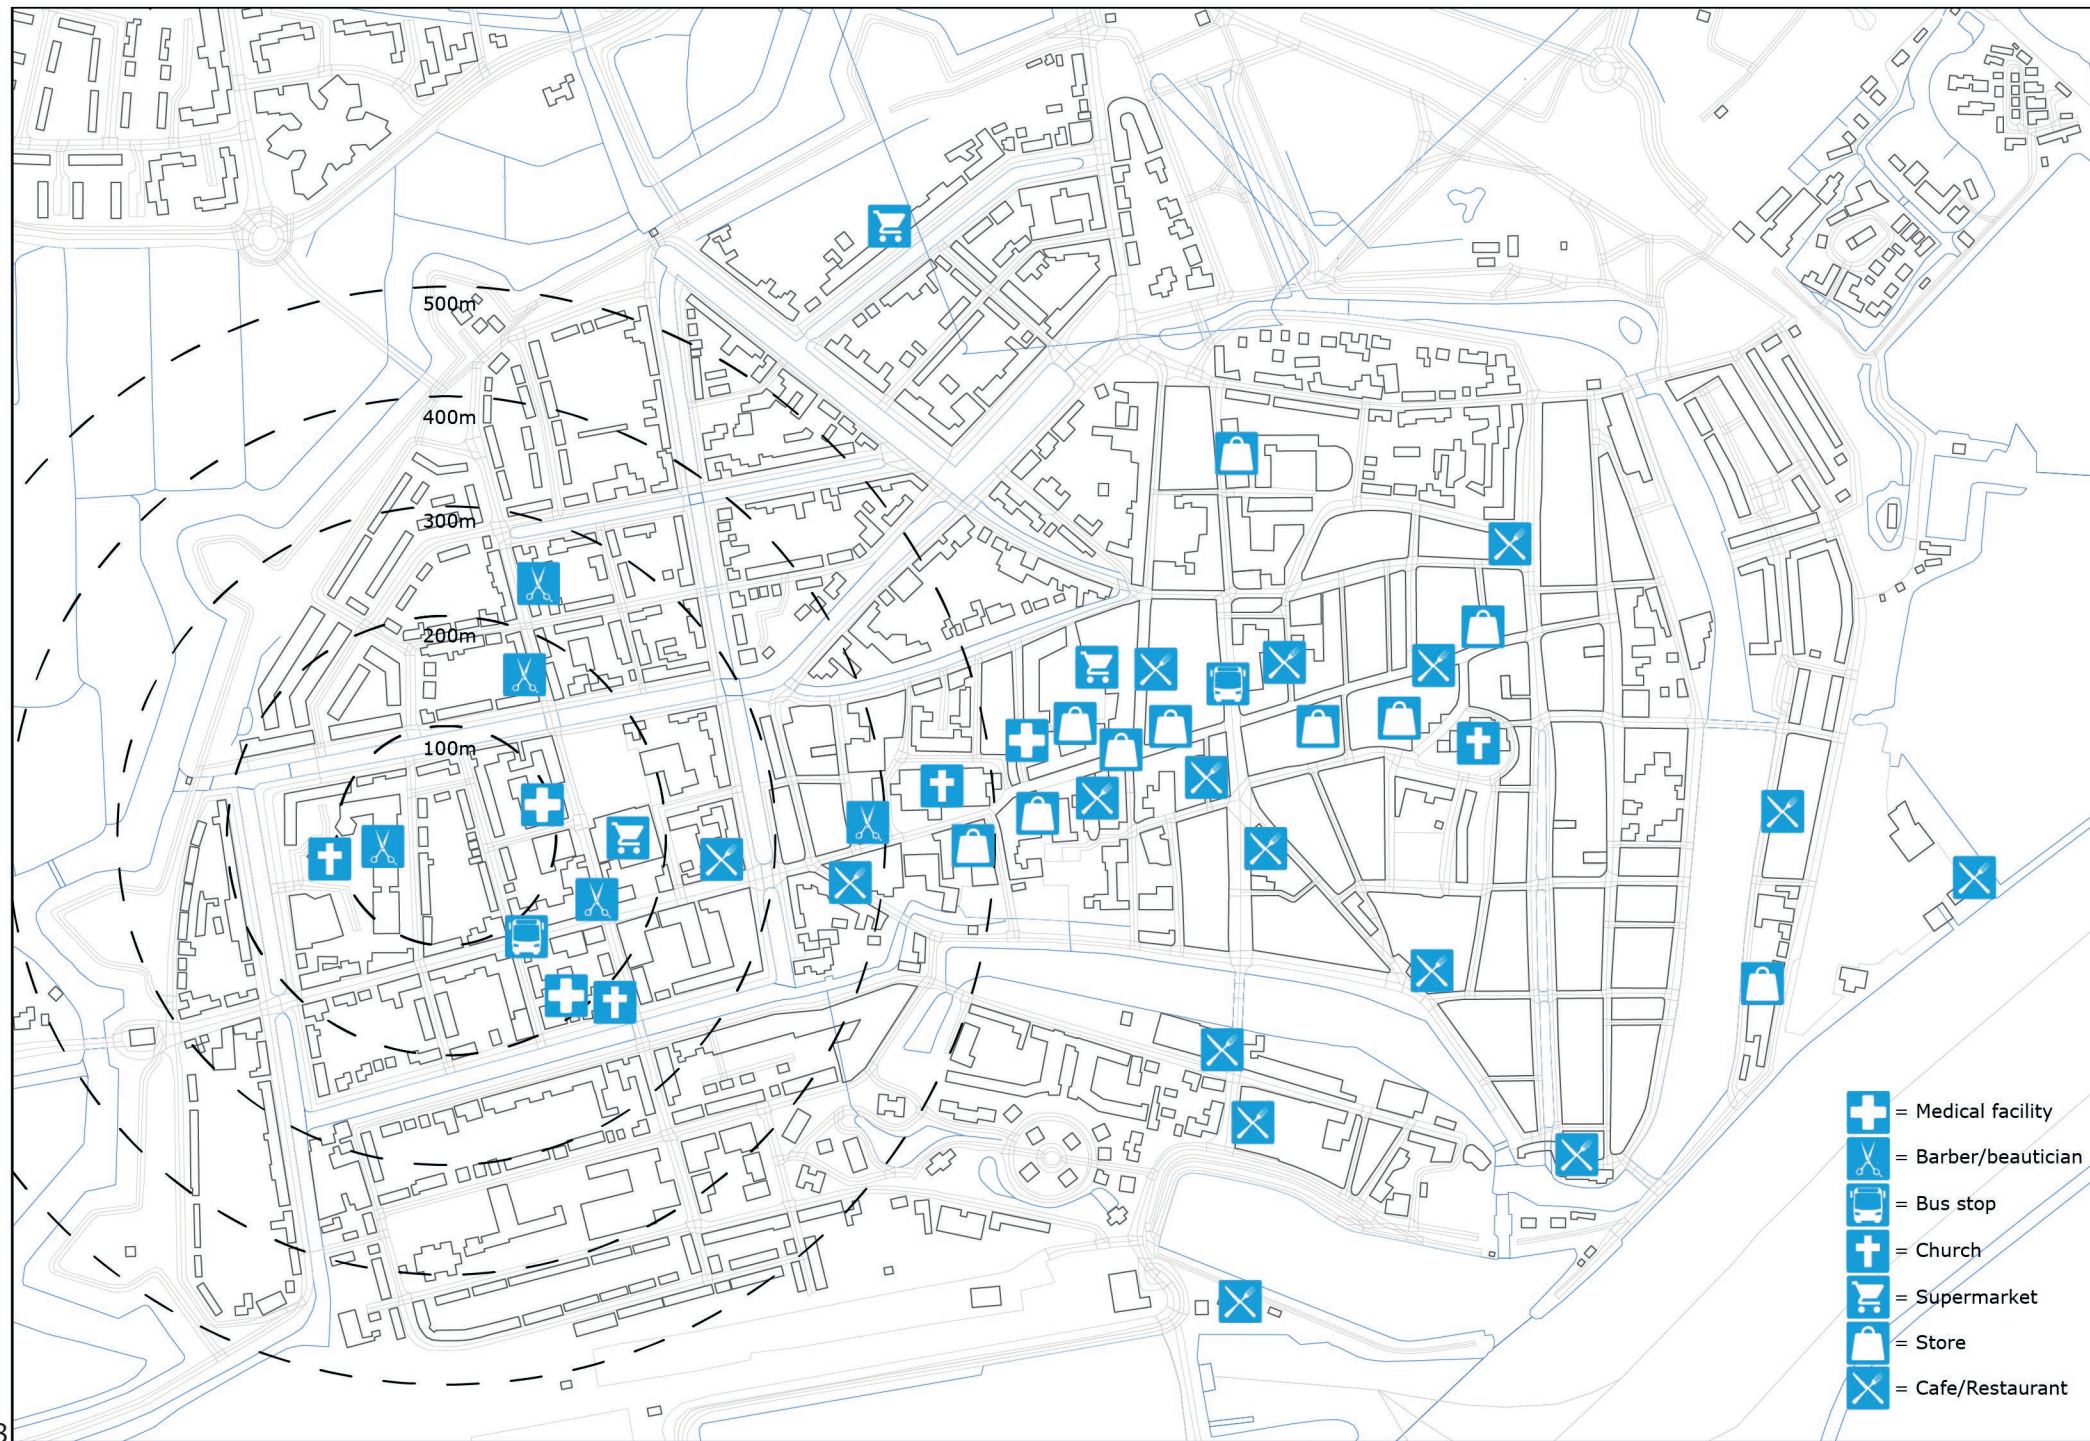 500m
400m
300m
200m
100m
= Medical facility
= Barber/beautician
= Bus stop
= Church
= Supermarket
= Store
= Cafe/Restaurant